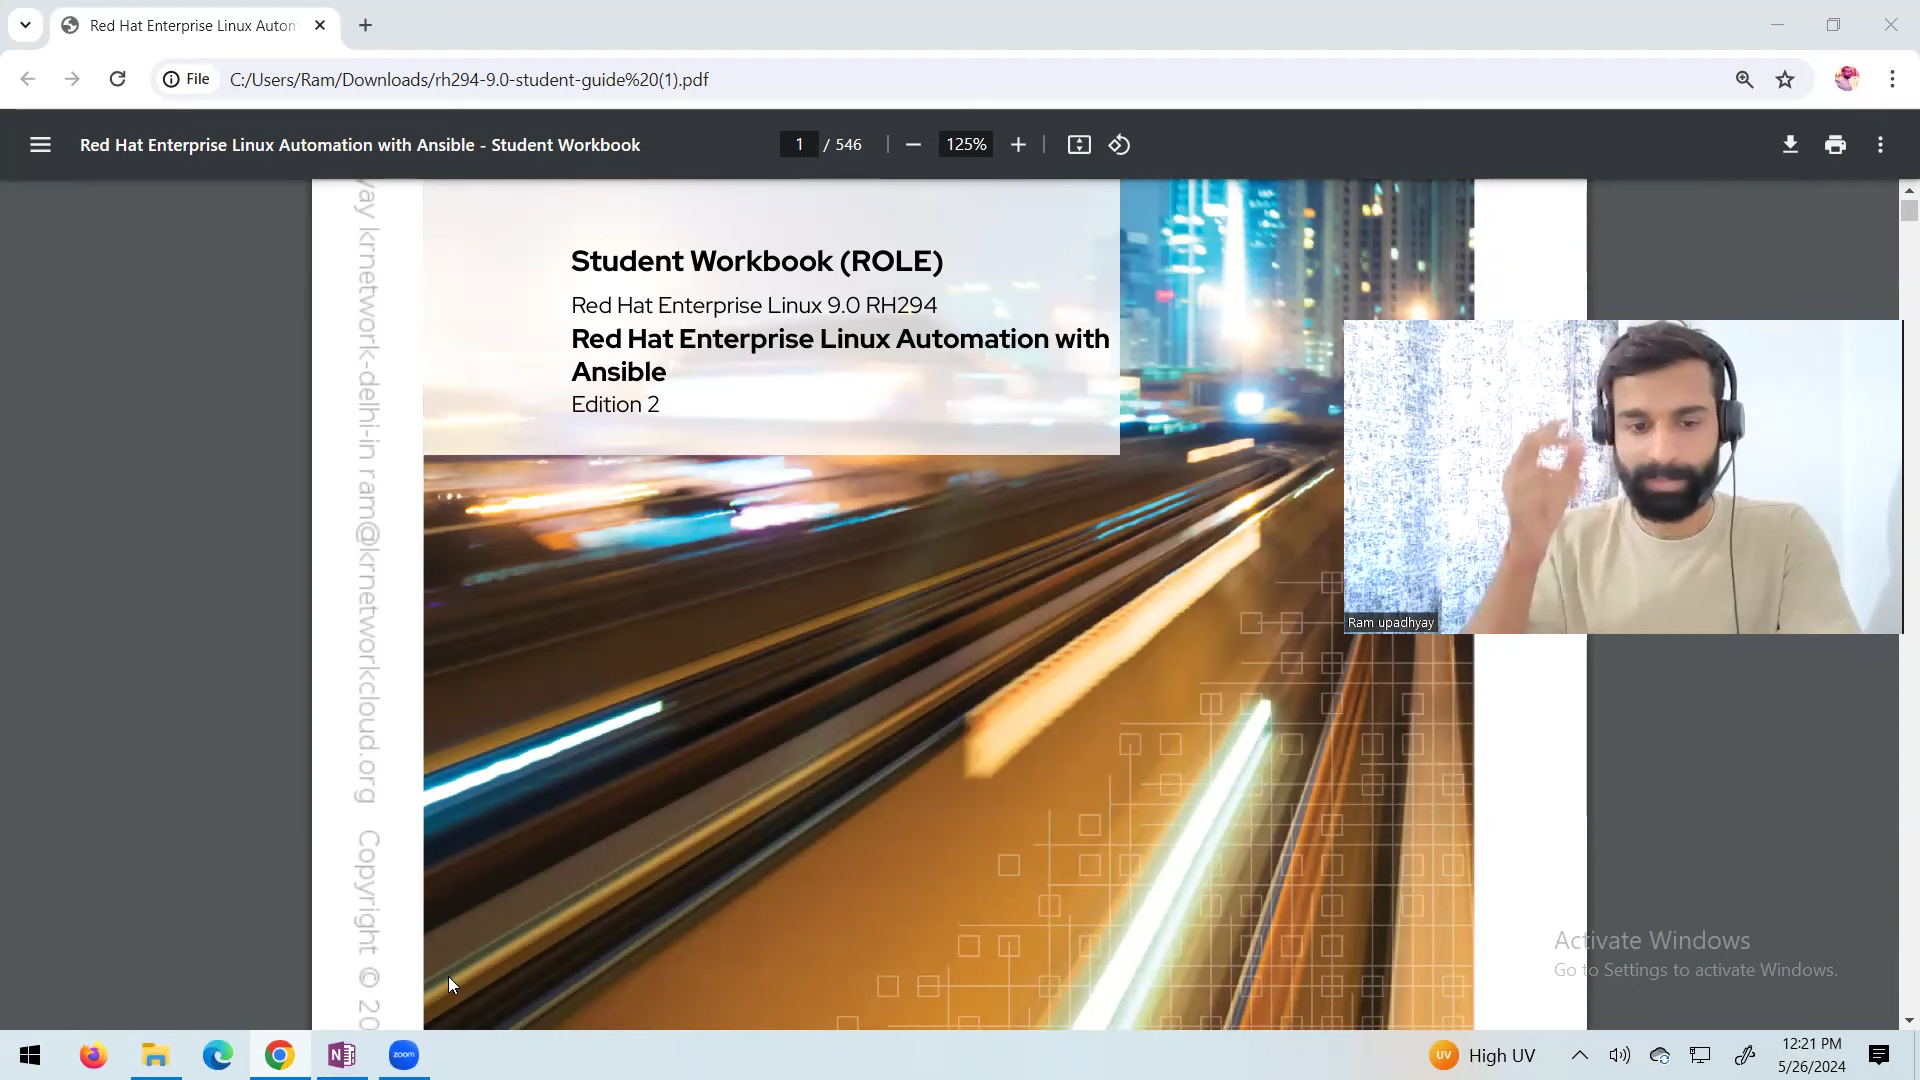 Red Hat Enterprise Linux Autom
File
C:/Users/Ram/Downloads/rh294-9.0-student-guide%20(1).pdf
Red Hat Enterprise Linux Automation with Ansible - Student Workbook
1 / 546
125%
Student Workbook (ROLE)
Red Hat Enterprise Linux 9.0 RH294
Red Hat Enterprise Linux Automation with
Ansible
Edition 2
krnetwork-delhi-in ram@krnetworkcloud.org Copyright © 20
Ram upadhyay
Activate Windows
Go to Settings to activate Windows.
N
zoom
UV
High UV
12:21 PM
5/26/2024